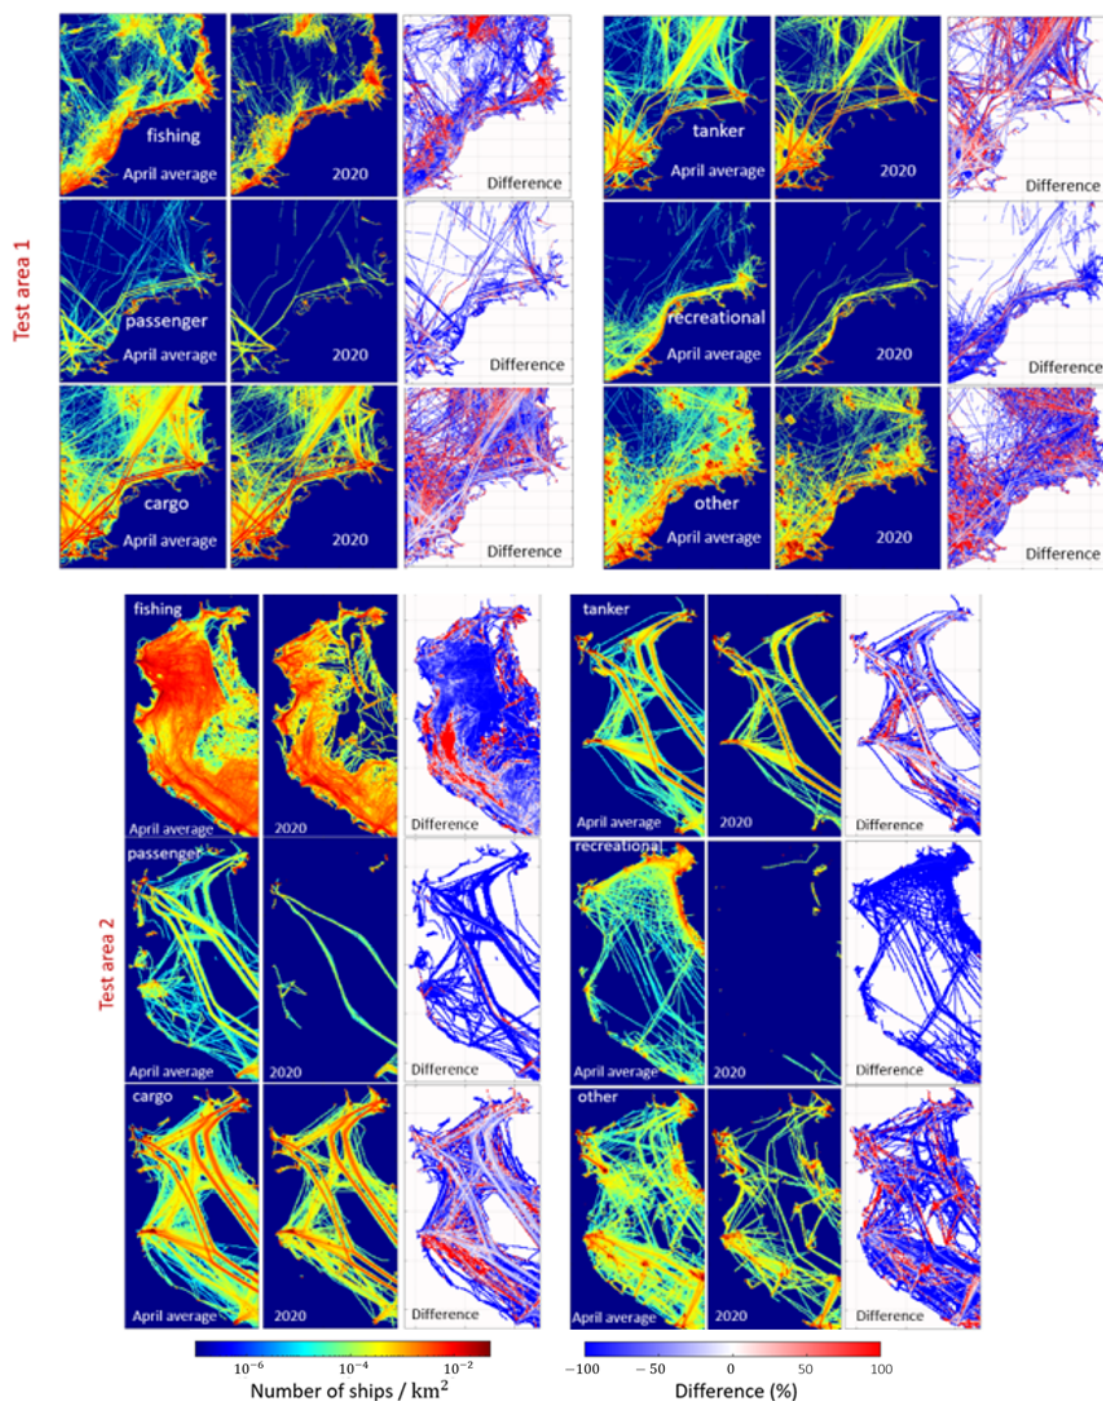 Test area 1
fishing
April average
2020
Difference
tanker
April average
2020
Difference
passenger
April average
2020
Difference
recreational
April average
2020
Difference
cargo
April average
2020
Difference
other
April average
2020
Difference
Test area 2
fishing
April average
2020
Difference
tanker
April average
2020
Difference
passenger
April average
2020
Difference
recreational
April average
2020
Difference
cargo
April average
2020
Difference
other
April average
2020
Difference
10⁻⁶ 10⁻⁴ 10⁻²
Number of ships / km²
−100 −50 0 50 100
Difference (%)